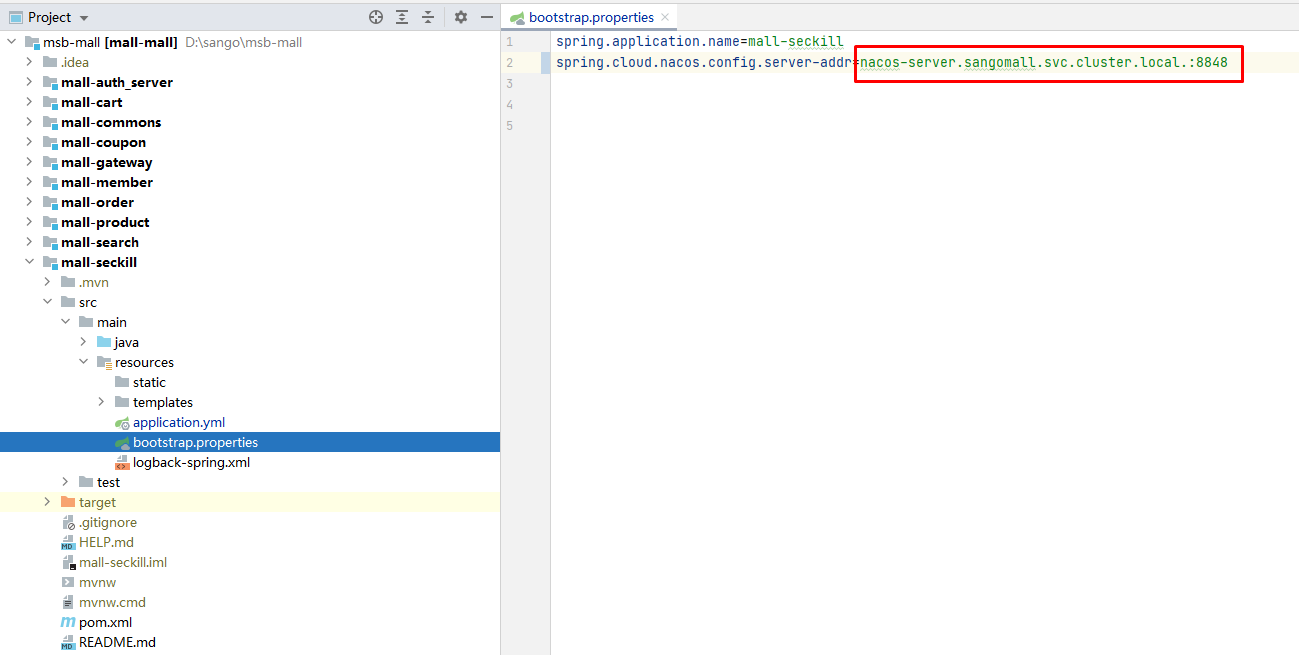 Project
bootstrap.properties
msb-mall [mall-mall] D:\sango\msb-mall
.idea
mall-auth_server
mall-cart
mall-commons
mall-coupon
mall-gateway
mall-member
mall-order
mall-product
mall-search
mall-seckill
.mvn
src
main
java
resources
static
templates
application.yml
bootstrap.properties
logback-spring.xml
test
target
.gitignore
HELP.md
mall-seckill.iml
mvnw
mvnw.cmd
pom.xml
README.md
1 spring.application.name=mall-seckill
2 spring.cloud.nacos.config.server-addr=nacos-server.sangomall.svc.cluster.local.:8848
3
4
5